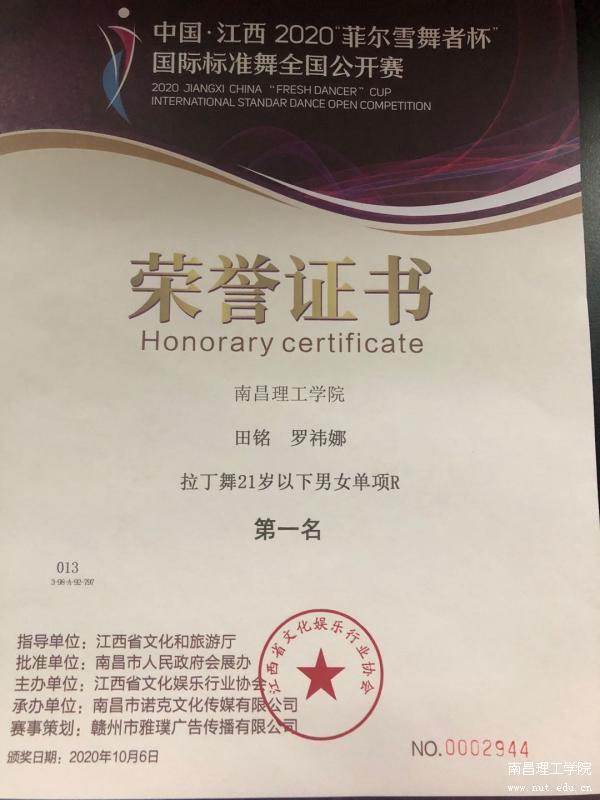 中国·江西 2020“菲尔雪舞者杯”
国际标准舞全国公开赛
2020 JIANGXI CHINA “FRESH DANCER” CUP
INTERNATIONAL STANDAR DANCE OPEN COMPETITION
荣誉证书
Honorary certificate
南昌理工学院
田铭 罗祎娜
拉丁舞21岁以下男女单项R
第一名
013
3-98-A-92-797
指导单位：江西省文化和旅游厅
批准单位：南昌市人民政府会展办
主办单位：江西省文化娱乐行业协会
承办单位：南昌市诺克文化传媒有限公司
赛事策划：赣州市雅璞广告传播有限公司
江西省文化娱乐行业协会
颁奖日期：2020年10月6日
NO.0002944
南昌理工学院
www.nut.edu.cn